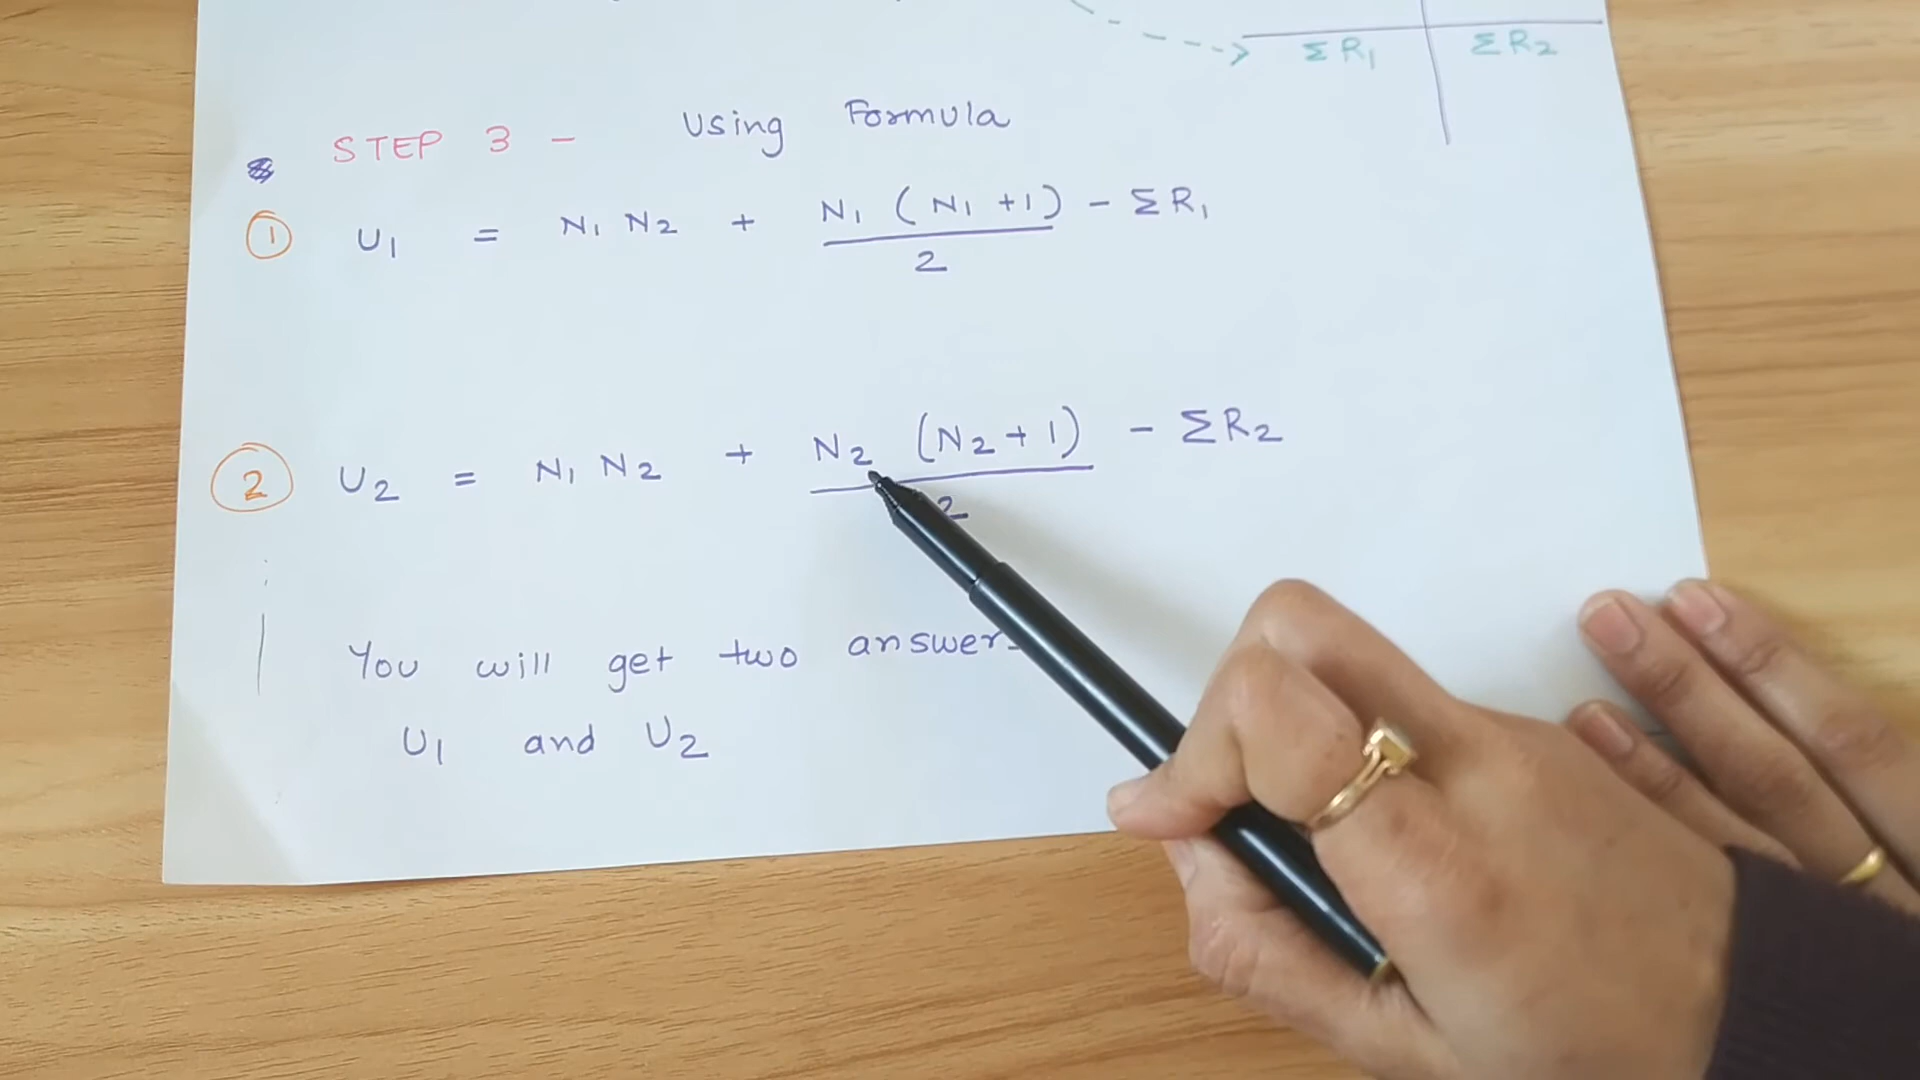 ΣR₁ ΣR₂
STEP 3 - Using Formula
① U₁ = N₁ N₂ + N₁ (N₁ +1) / 2 - ΣR₁
② U₂ = N₁ N₂ + N₂ (N₂ + 1) / 2 - ΣR₂
You will get two answer
U₁ and U₂